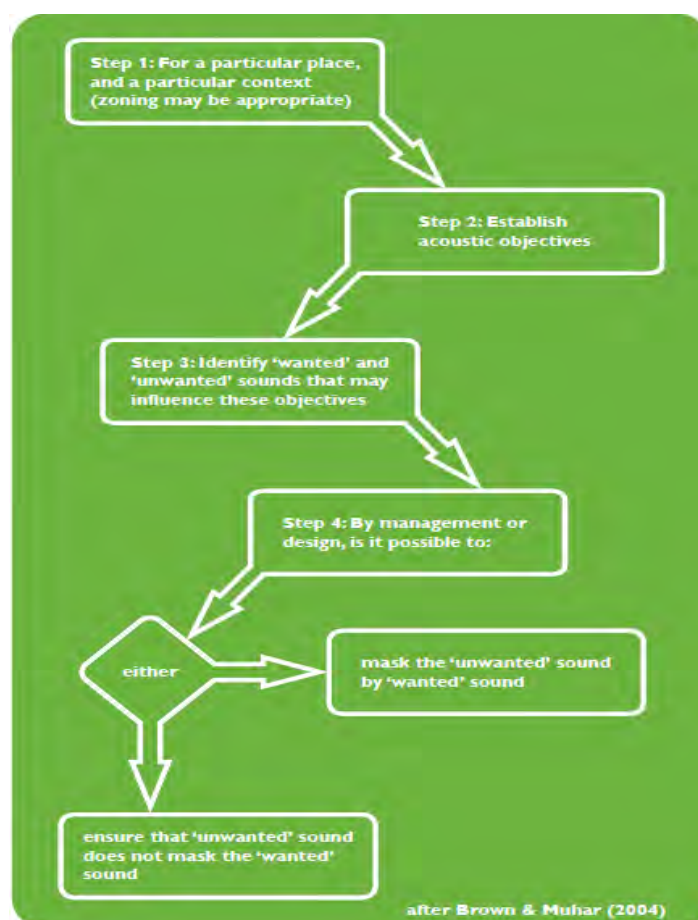 Step 1: For a particular place,
and a particular context
(zoning may be appropriate)
Step 2: Establish
acoustic objectives
Step 3: Identify ‘wanted’ and
‘unwanted’ sounds that may
influence these objectives
Step 4: By management or
design, is it possible to:
either
mask the ‘unwanted’ sound
by ‘wanted’ sound
ensure that ‘unwanted’ sound
does not mask the ‘wanted’
sound
after Brown & Muhar (2004)